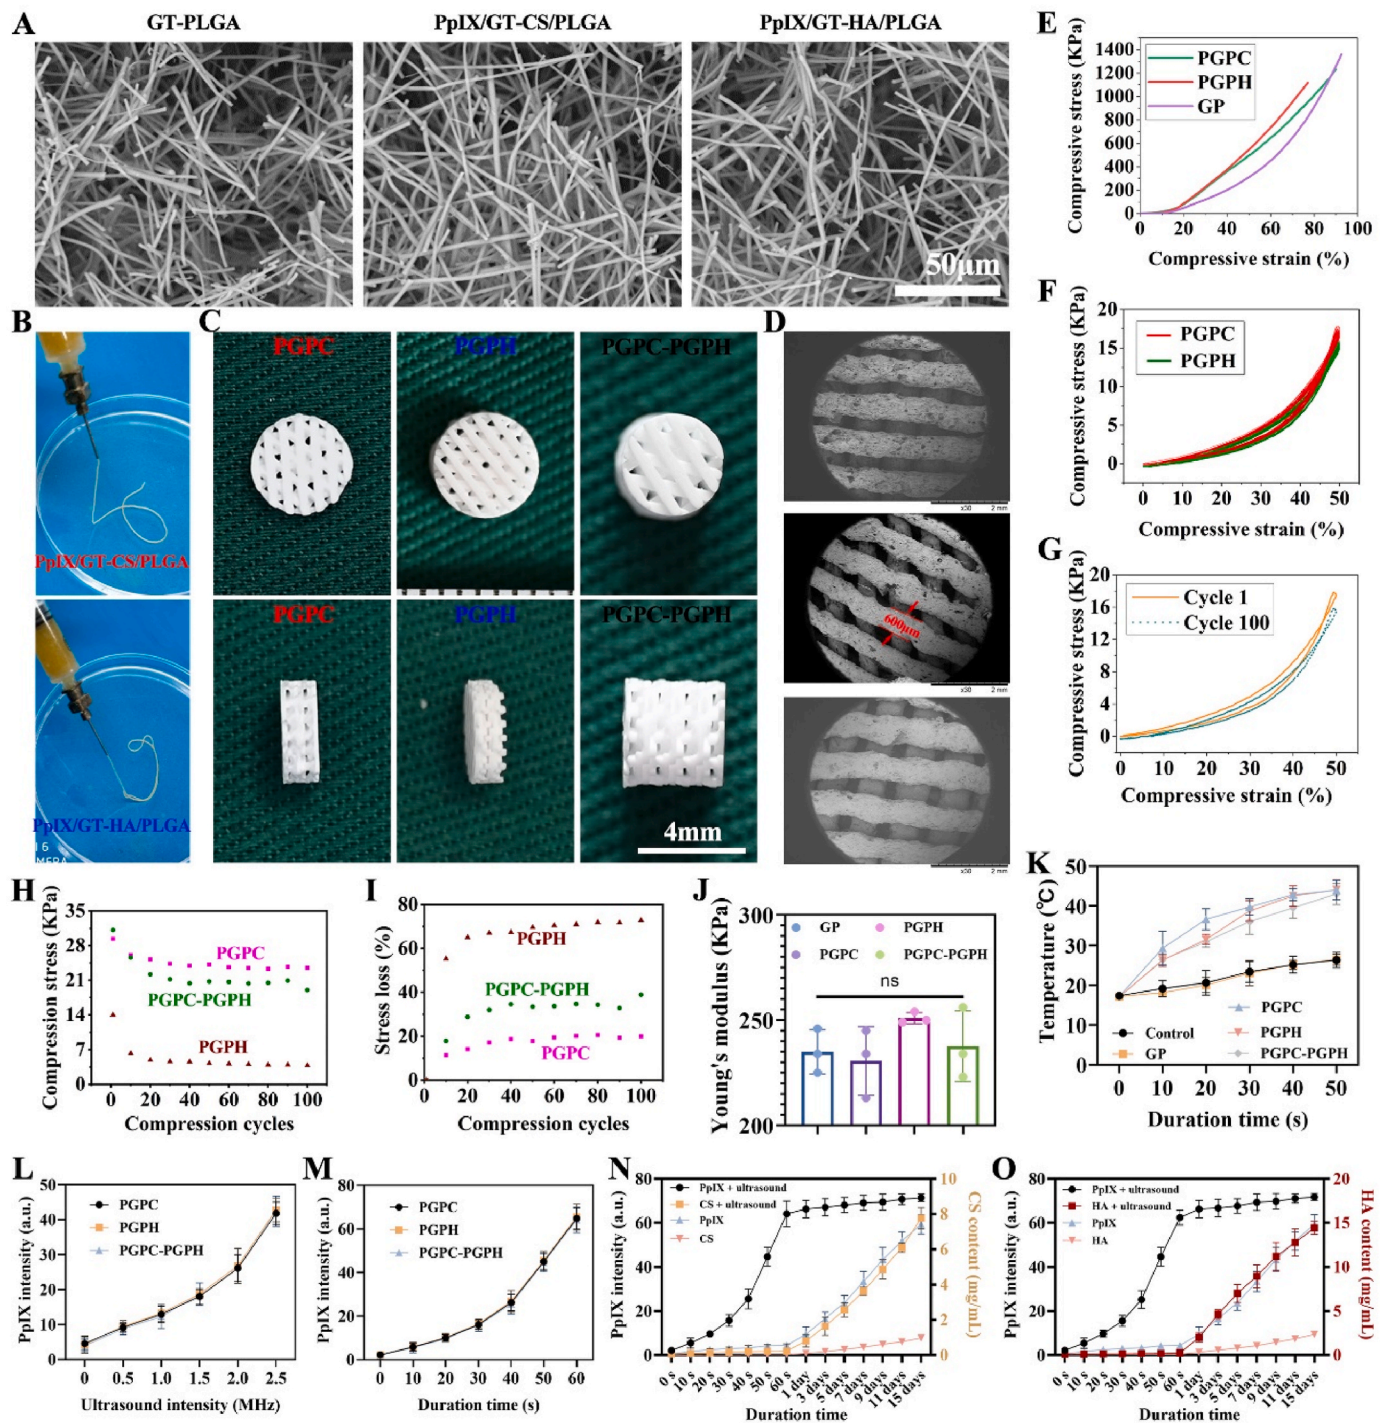 A
GT-PLGA
PpIX/GT-CS/PLGA
PpIX/GT-HA/PLGA
50μm
B
PpIX/GT-CS/PLGA
PpIX/GT-HA/PLGA
16
C
PGPC
PGPH
PGPC-PGPH
PGPC
PGPH
PGPC-PGPH
4mm
D
x30 2 mm
600μm
x30 2 mm
x30 2 mm
E
Compressive stress (KPa)
1400
1200
1000
800
600
400
200
0
PGPC
PGPH
GP
0 20 40 60 80 100
Compressive strain (%)
F
Compressive stress (KPa)
20
15
10
5
0
PGPC
PGPH
0 10 20 30 40 50
Compressive strain (%)
G
Compressive stress (KPa)
20
16
12
8
4
0
Cycle 1
Cycle 100
0 10 20 30 40 50
Compressive strain (%)
H
Compression stress (KPa)
35
28
21
14
7
0
PGPC
PGPC-PGPH
PGPH
0 20 40 60 80 100
Compression cycles
I
Stress loss (%)
80
60
40
20
0
PGPH
PGPC-PGPH
PGPC
0 20 40 60 80 100
Compression cycles
J
Young's modulus (KPa)
300
250
200
GP
PGPH
PGPC
PGPC-PGPH
ns
K
Temperature (℃)
50
40
30
20
10
0
Control
GP
PGPC
PGPH
PGPC-PGPH
0 10 20 30 40 50
Duration time (s)
L
PpIX intensity (a.u.)
50
40
30
20
10
0
PGPC
PGPH
PGPC-PGPH
0 0.5 1.0 1.5 2.0 2.5
Ultrasound intensity (MHz)
M
PpIX intensity (a.u.)
80
60
40
20
0
PGPC
PGPH
PGPC-PGPH
0 10 20 30 40 50 60
Duration time (s)
N
PpIX intensity (a.u.)
80
60
40
20
0
PpIX + ultrasound
CS + ultrasound
PpIX
CS
10
8
6
4
2
0
CS content (mg/mL)
0 s 10 s 20 s 30 s 40 s 50 s 60 s 1 day 3 days 5 days 7 days 9 days 11 days 15 days
Duration time
O
PpIX intensity (a.u.)
80
60
40
20
0
PpIX + ultrasound
HA + ultrasound
PpIX
HA
20
15
10
5
0
HA content (mg/mL)
0 s 10 s 20 s 30 s 40 s 50 s 60 s 1 day 3 days 5 days 7 days 9 days 11 days 15 days
Duration time